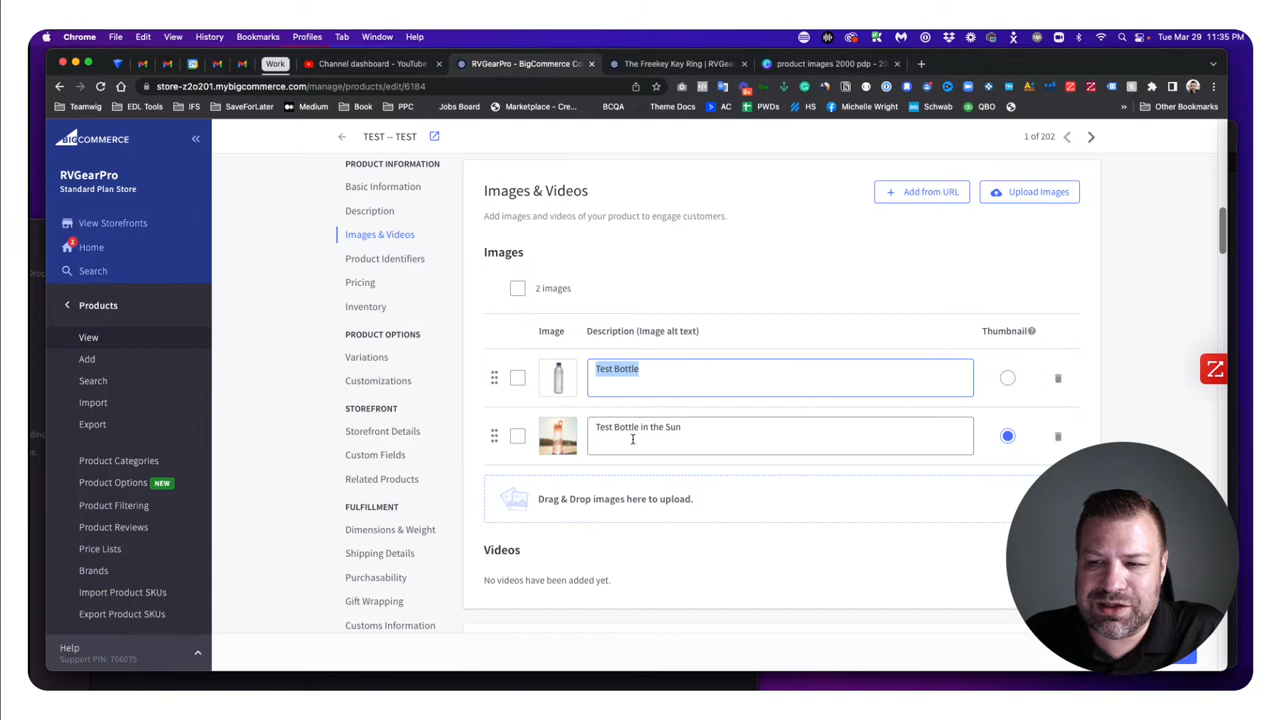 Chrome File Edit View History Bookmarks Profiles Tab Window Help Tue Mar 29 11:35 PM
Work Channel dashboard - YouTube RVGearPro - BigCommerce Co The Freekey Key Ring | RVGea product images 2000 pdp - 20
store-z2o201.mybigcommerce.com/manage/products/edit/6184
Teamwig EDL Tools IFS SaveForLater Medium Book PPC Jobs Board Marketplace - Cre... BCQA Theme Docs AC PWDs HS Michelle Wright Schwab QBO » Other Bookmarks
BIGCOMMERCE
RVGearPro
Standard Plan Store
View Storefronts
2
Home
Search
Products
View
Add
Search
Import
Export
Product Categories
Product Options NEW
Product Filtering
Product Reviews
Price Lists
Brands
Import Product SKUs
Export Product SKUs
Help
Support PIN: 706075
TEST -- TEST
1 of 202
PRODUCT INFORMATION
Basic Information
Description
Images & Videos
Product Identifiers
Pricing
Inventory
PRODUCT OPTIONS
Variations
Customizations
STOREFRONT
Storefront Details
Custom Fields
Related Products
FULFILLMENT
Dimensions & Weight
Shipping Details
Purchasability
Gift Wrapping
Customs Information
Images & Videos
+ Add from URL
Upload Images
Add images and videos of your product to engage customers.
Images
2 images
Image Description (Image alt text) Thumbnail
Test Bottle
Test Bottle in the Sun
Drag & Drop images here to upload.
Videos
No videos have been added yet.